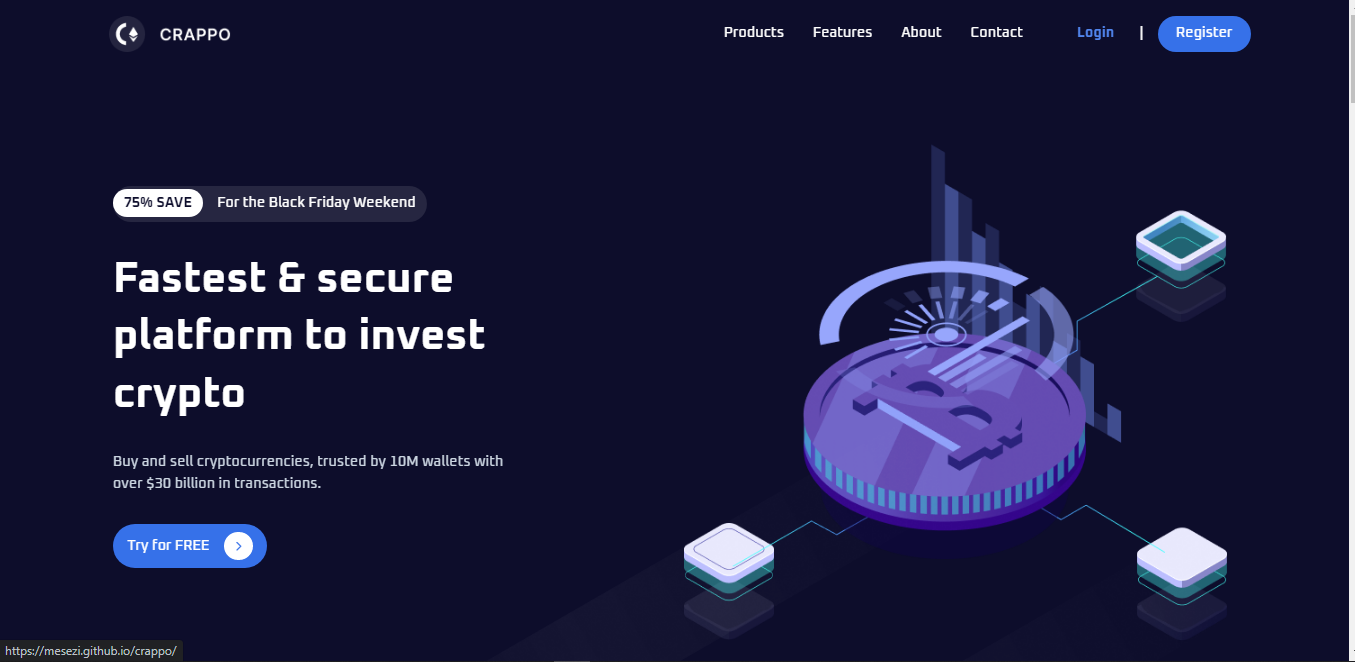 CRAPPO
Products Features About Contact Login | Register
75% SAVE For the Black Friday Weekend
Fastest & secure
platform to invest
crypto
Buy and sell cryptocurrencies, trusted by 10M wallets with
over $30 billion in transactions.
Try for FREE
https://mesezi.github.io/crappo/